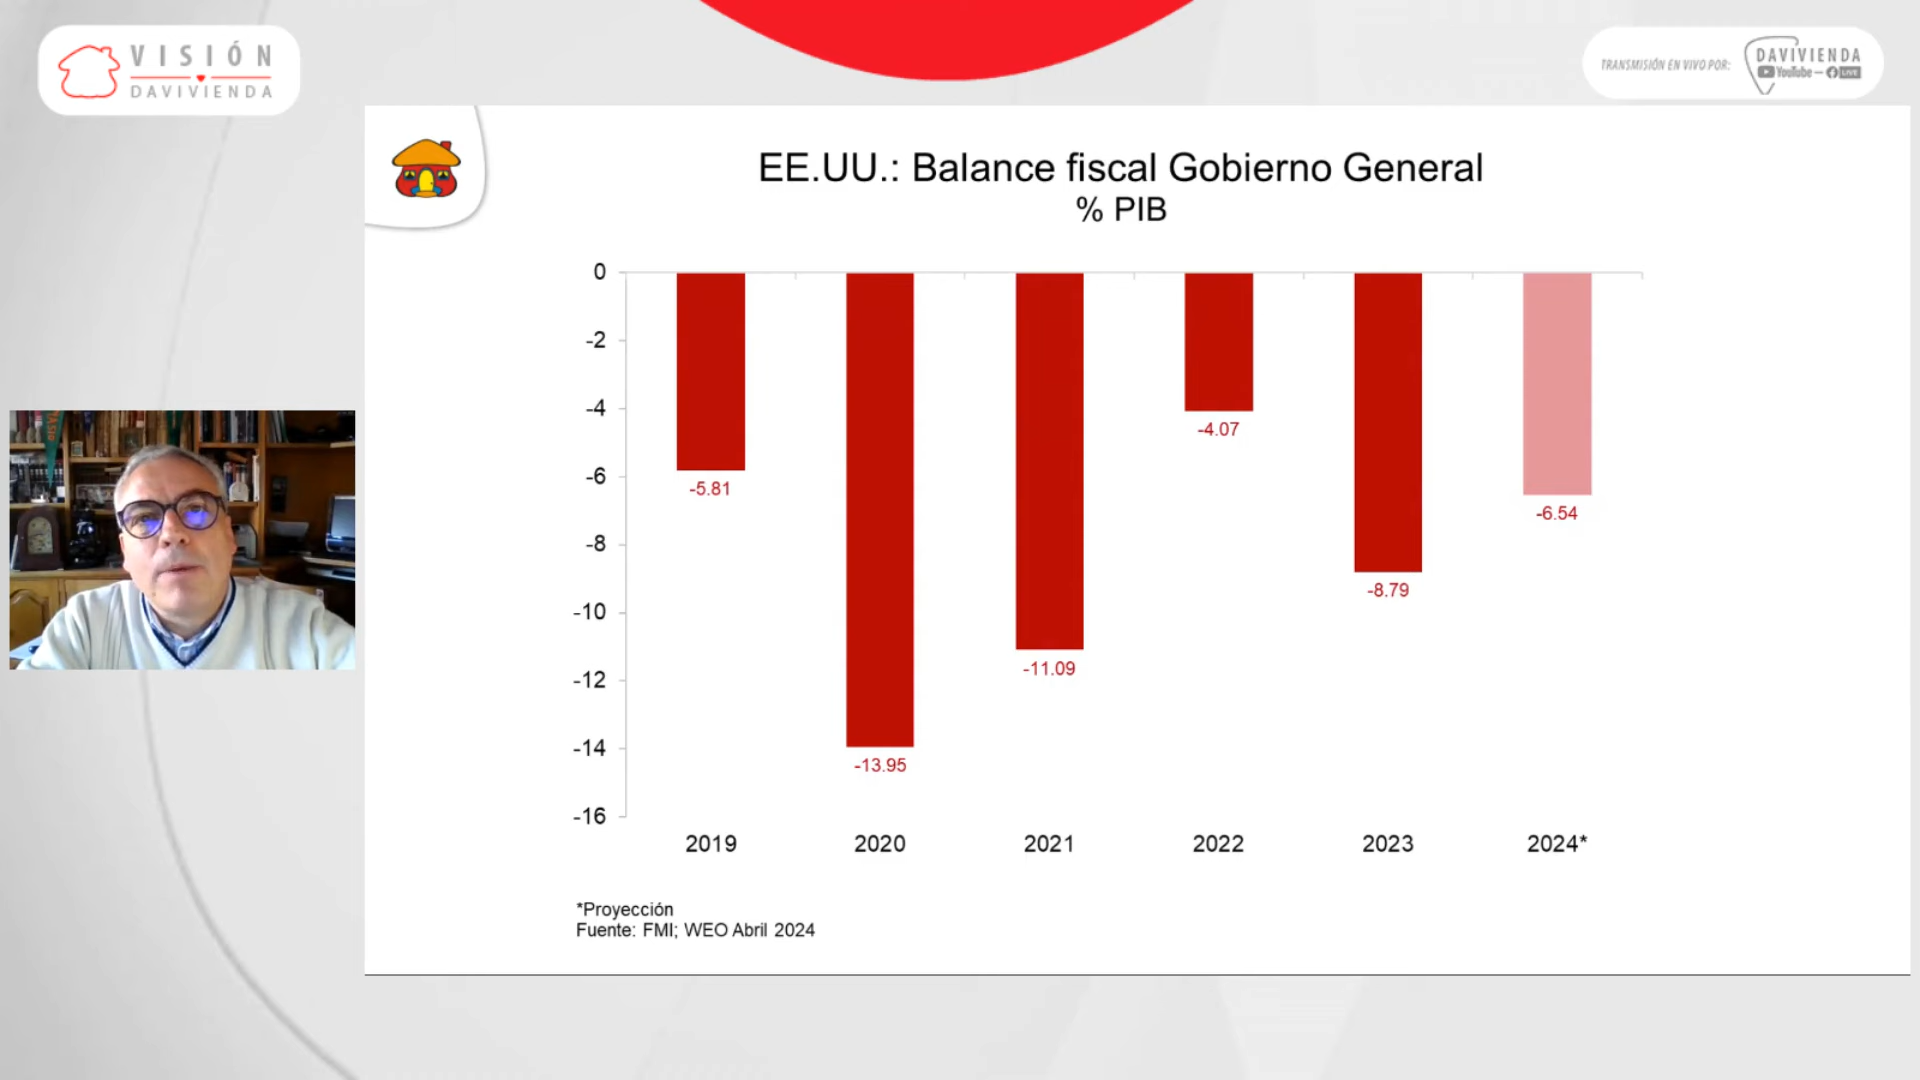 VISIÓN
DAVIVIENDA
TRANSMISIÓN EN VIVO POR:
DAVIVIENDA
YouTube – LIVE
EE.UU.: Balance fiscal Gobierno General
% PIB
0
-2
-4
-6
-8
-10
-12
-14
-16
-5.81
-13.95
-11.09
-4.07
-8.79
-6.54
2019
2020
2021
2022
2023
2024*
*Proyección
Fuente: FMI; WEO Abril 2024